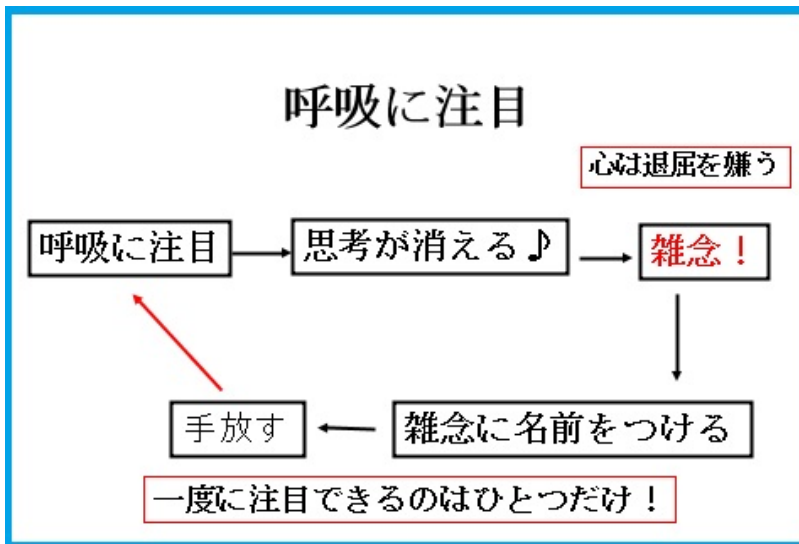 呼吸に注目
心は退屈を嫌う
呼吸に注目
思考が消える♪
雑念！
雑念に名前をつける
手放す
一度に注目できるのはひとつだけ！